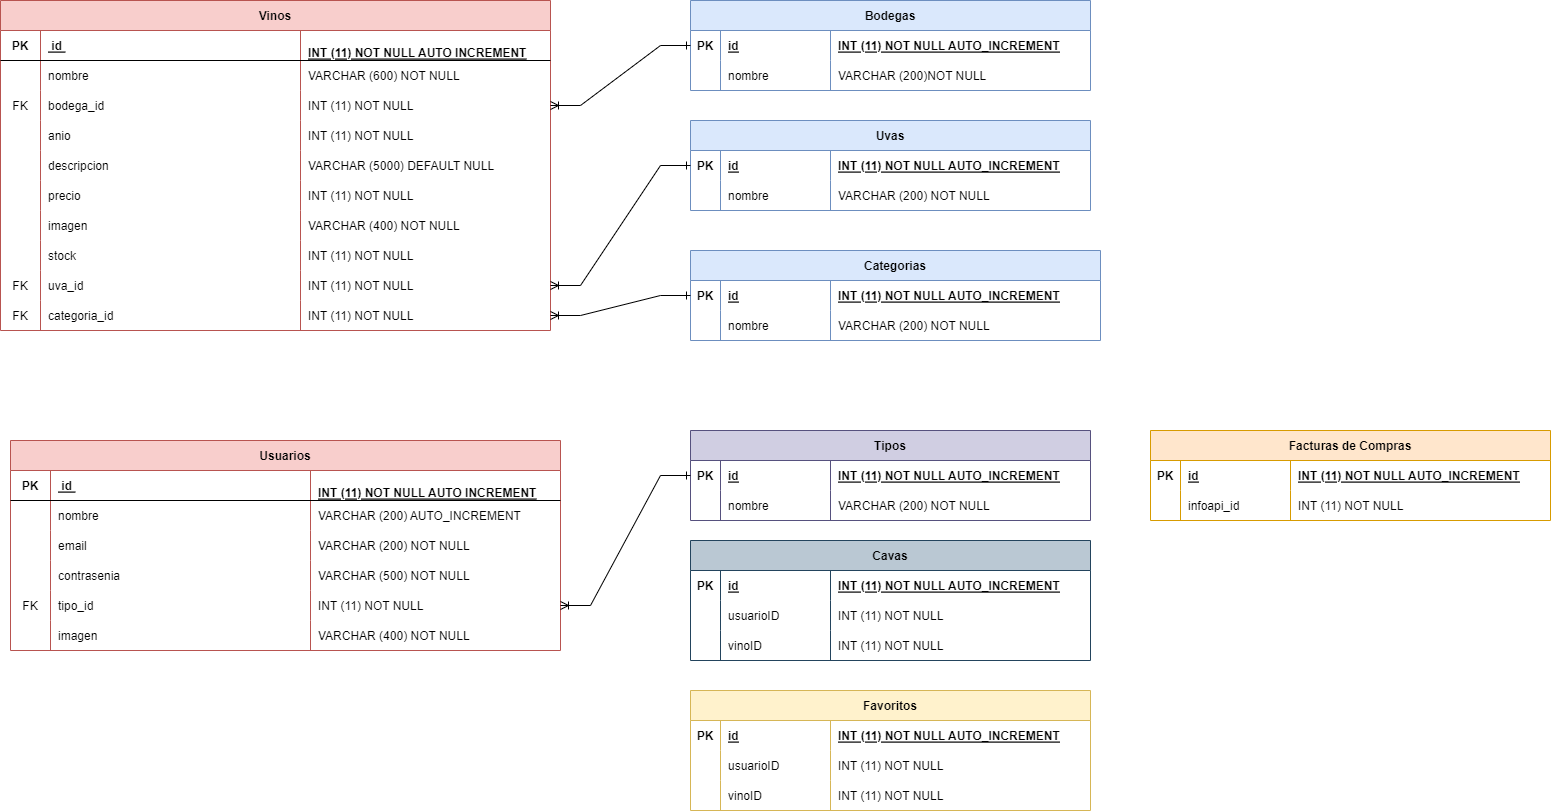 Vinos
PK id INT (11) NOT NULL AUTO INCREMENT
nombre VARCHAR (600) NOT NULL
FK bodega_id INT (11) NOT NULL
anio INT (11) NOT NULL
descripcion VARCHAR (5000) DEFAULT NULL
precio INT (11) NOT NULL
imagen VARCHAR (400) NOT NULL
stock INT (11) NOT NULL
FK uva_id INT (11) NOT NULL
FK categoria_id INT (11) NOT NULL
Bodegas
PK id INT (11) NOT NULL AUTO_INCREMENT
nombre VARCHAR (200)NOT NULL
Uvas
PK id INT (11) NOT NULL AUTO_INCREMENT
nombre VARCHAR (200) NOT NULL
Categorias
PK id INT (11) NOT NULL AUTO_INCREMENT
nombre VARCHAR (200) NOT NULL
Usuarios
PK id INT (11) NOT NULL AUTO INCREMENT
nombre VARCHAR (200) AUTO_INCREMENT
email VARCHAR (200) NOT NULL
contrasenia VARCHAR (500) NOT NULL
FK tipo_id INT (11) NOT NULL
imagen VARCHAR (400) NOT NULL
Tipos
PK id INT (11) NOT NULL AUTO_INCREMENT
nombre VARCHAR (200) NOT NULL
Facturas de Compras
PK id INT (11) NOT NULL AUTO_INCREMENT
infoapi_id INT (11) NOT NULL
Cavas
PK id INT (11) NOT NULL AUTO_INCREMENT
usuarioID INT (11) NOT NULL
vinoID INT (11) NOT NULL
Favoritos
PK id INT (11) NOT NULL AUTO_INCREMENT
usuarioID INT (11) NOT NULL
vinoID INT (11) NOT NULL